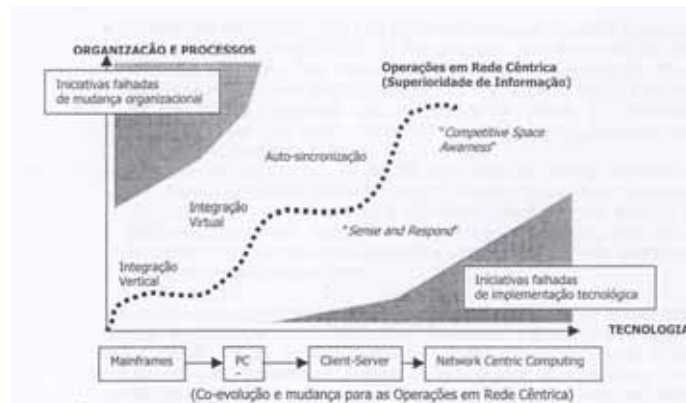 ORGANIZACÃO E PROCESSOS
Iniciativas falhadas
de mudança organizacional
Operações em Rede Cêntrica
(Superioridade de Informação)
"Competitive Space
Awarness"
Auto-sincronização
Integração
Virtual
"Sense and Respond"
Integração
Vertical
Iniciativas falhadas
de implementação tecnológica
TECNOLOGIA
Mainframes
PC
Client-Server
Network Centric Computing
(Co-evolução e mudança para as Operações em Rede Cêntrica)